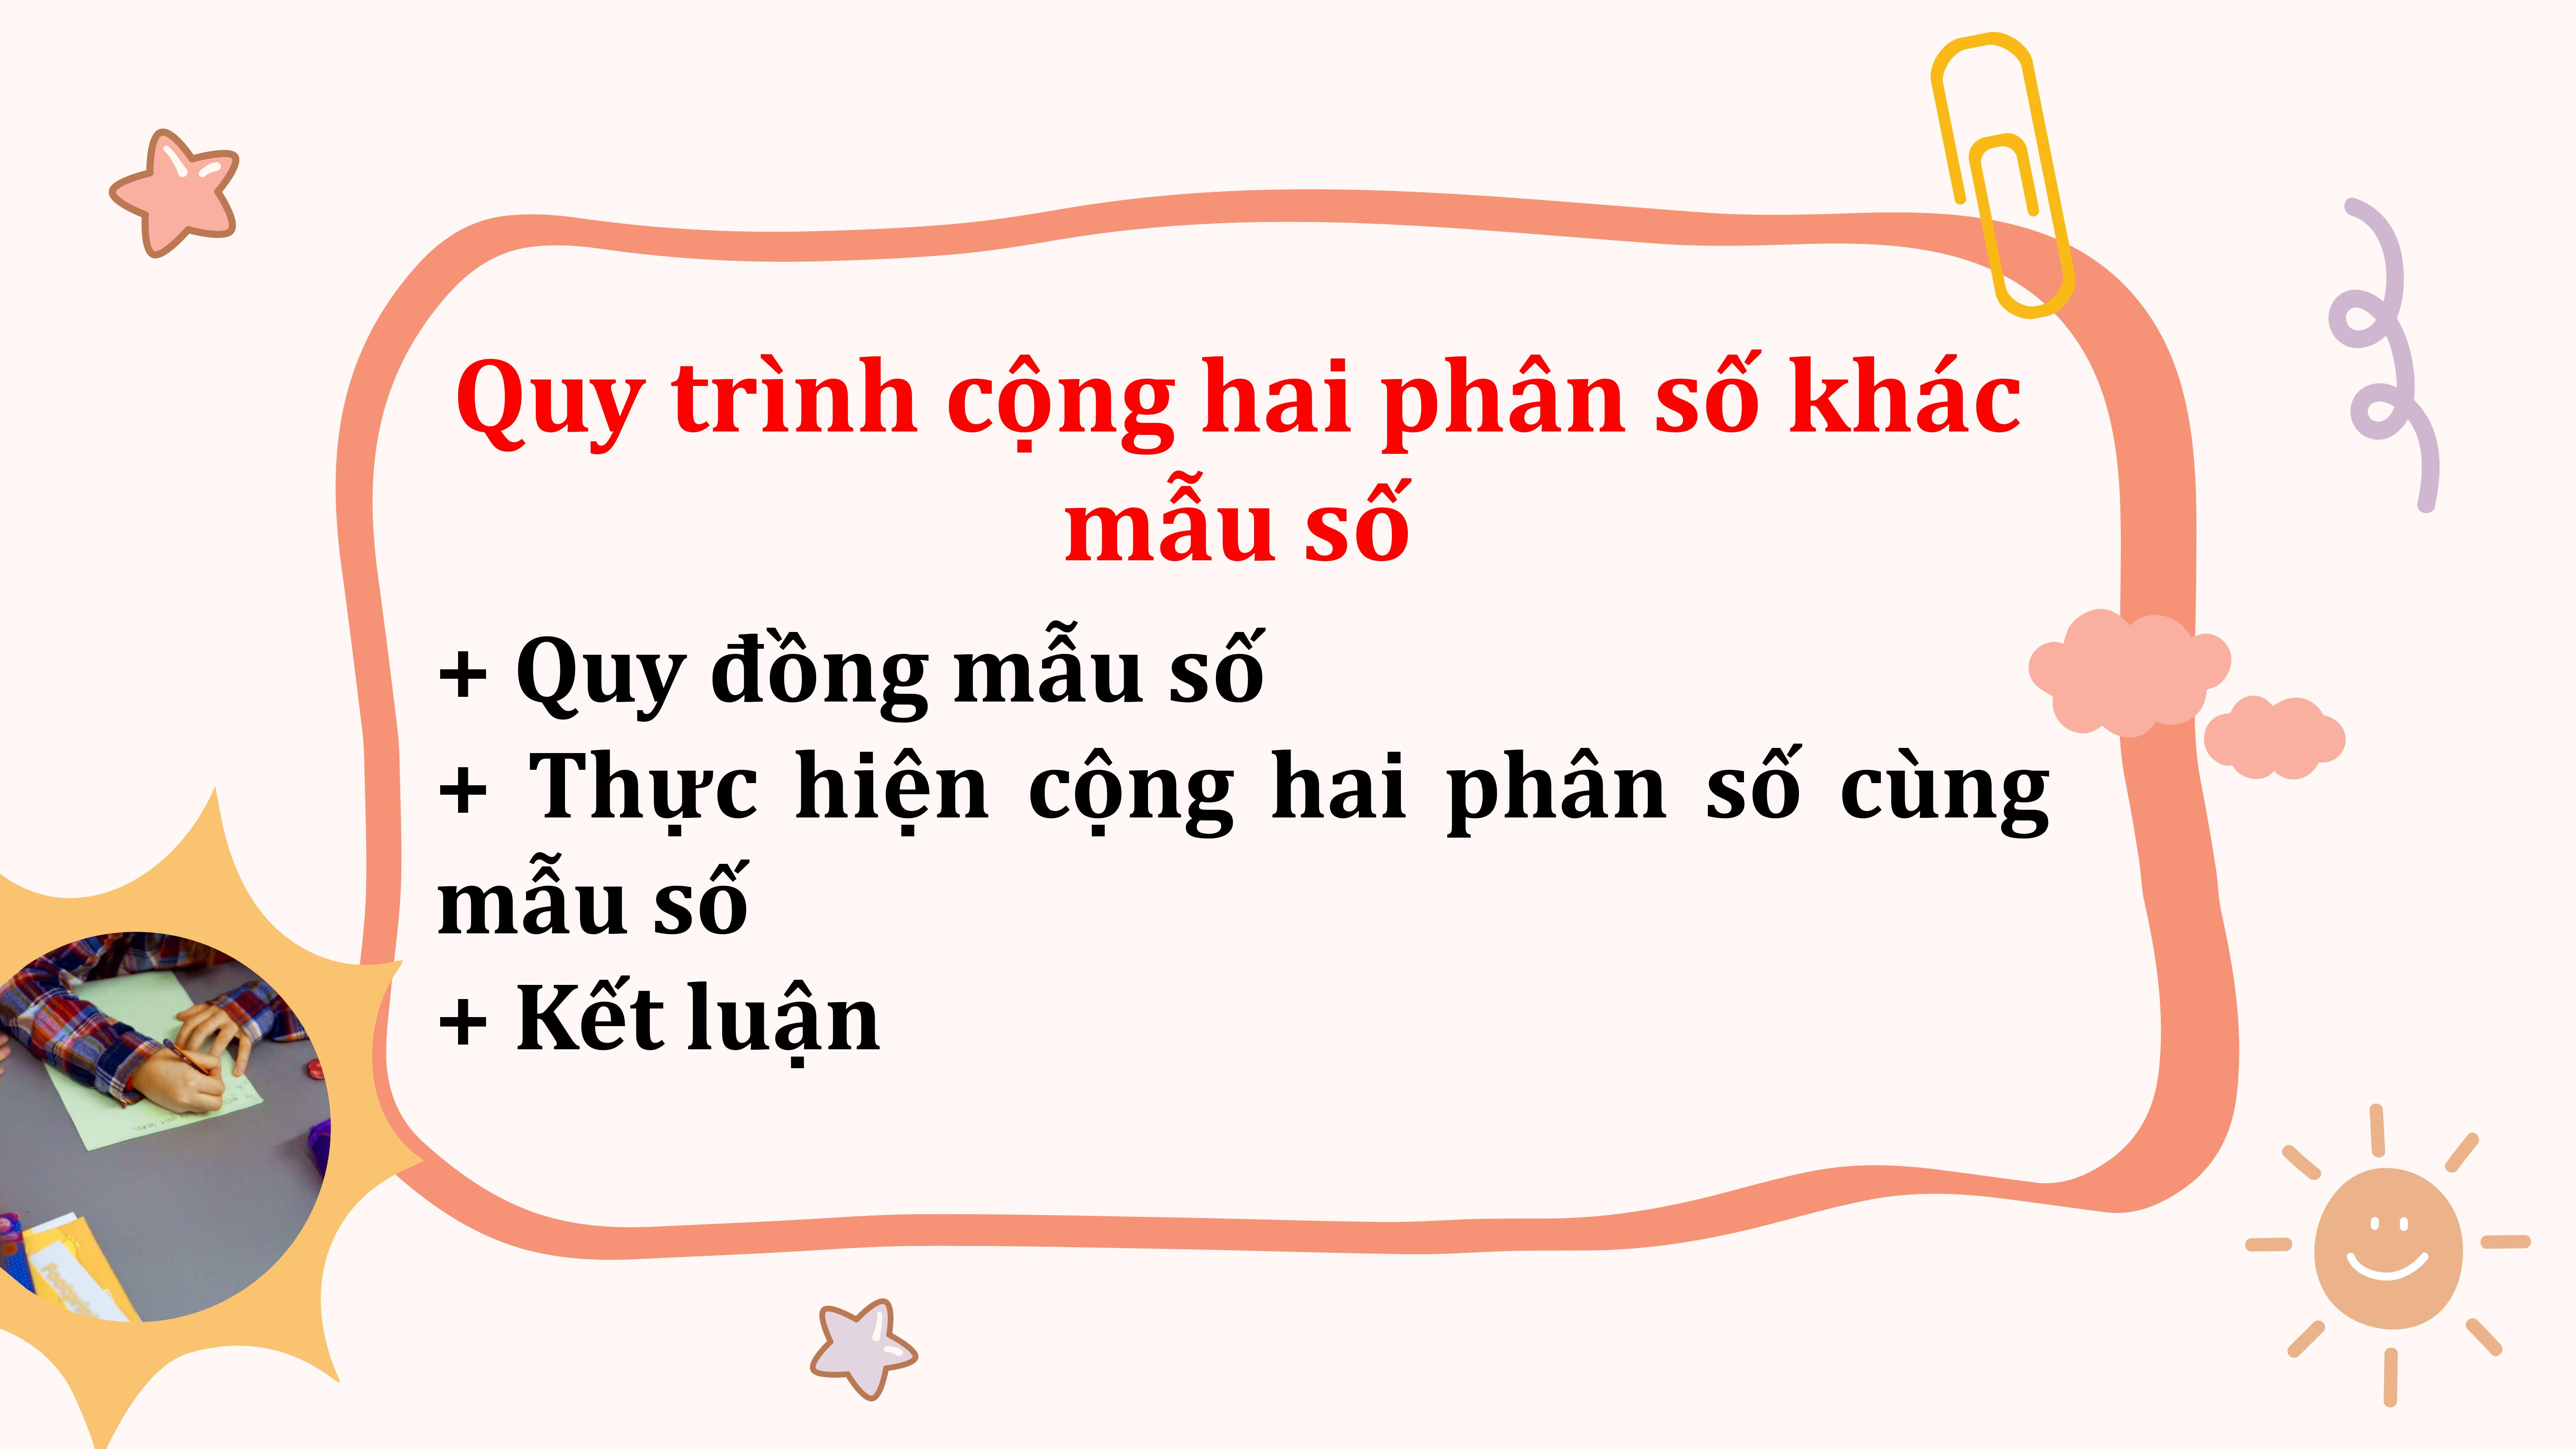 Quy trình cộng hai phân số khác
mẫu số
+ Quy đồng mẫu số
+ Thực hiện cộng hai phân số cùng
mẫu số
+ Kết luận